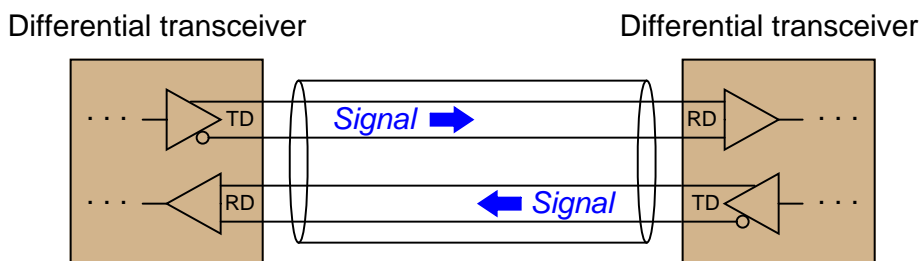 Differential transceiver Differential transceiver
. . . TD Signal RD . . .
. . . RD Signal TD . . .